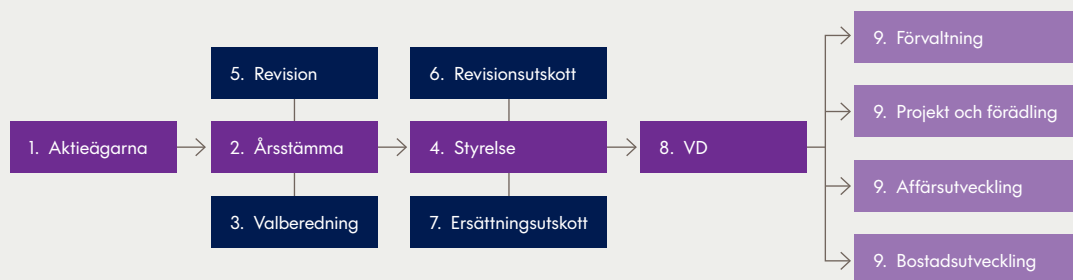 1. Aktieägarna
5. Revision
2. Årsstämma
3. Valberedning
6. Revisionsutskott
4. Styrelse
7. Ersättningsutskott
8. VD
9. Förvaltning
9. Projekt och förädling
9. Affärsutveckling
9. Bostadsutveckling